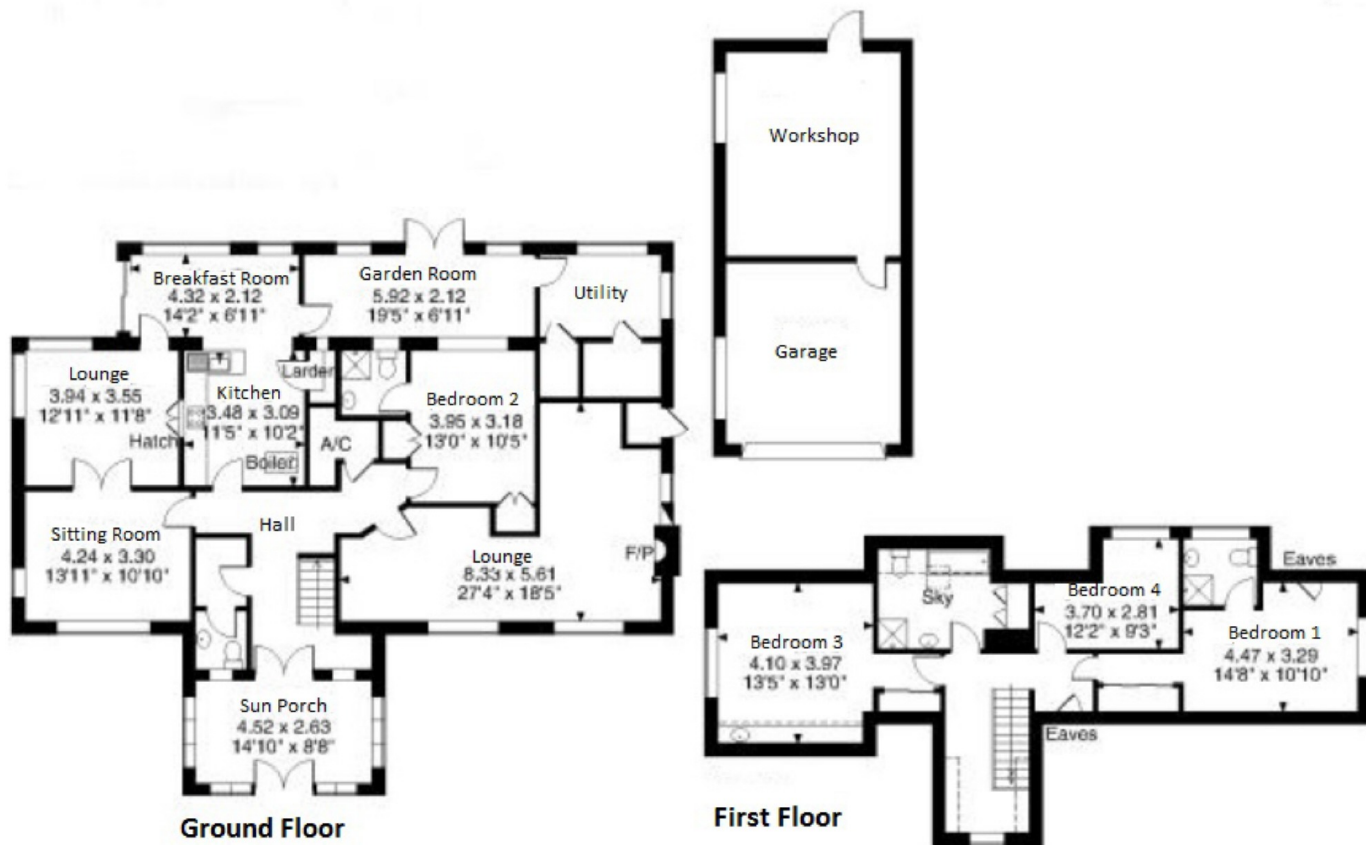 Workshop
Garage
Breakfast Room
4.32 x 2.12
14'2" x 6'11"
Garden Room
5.92 x 2.12
19'5" x 6'11"
Utility
Lounge
3.94 x 3.55
12'11" x 11'8"
Hatch
Kitchen
3.48 x 3.09
11'5" x 10'2"
Boiler
Larder
A/C
Bedroom 2
3.95 x 3.18
13'0" x 10'5"
Sitting Room
4.24 x 3.30
13'11" x 10'10"
Hall
Lounge
8.33 x 5.61
27'4" x 18'5"
F/P
Sun Porch
4.52 x 2.63
14'10" x 8'8"
Ground Floor
Sky
Bedroom 3
4.10 x 3.97
13'5" x 13'0"
Bedroom 4
3.70 x 2.81
12'2" x 9'3"
Eaves
Bedroom 1
4.47 x 3.29
14'8" x 10'10"
Eaves
First Floor